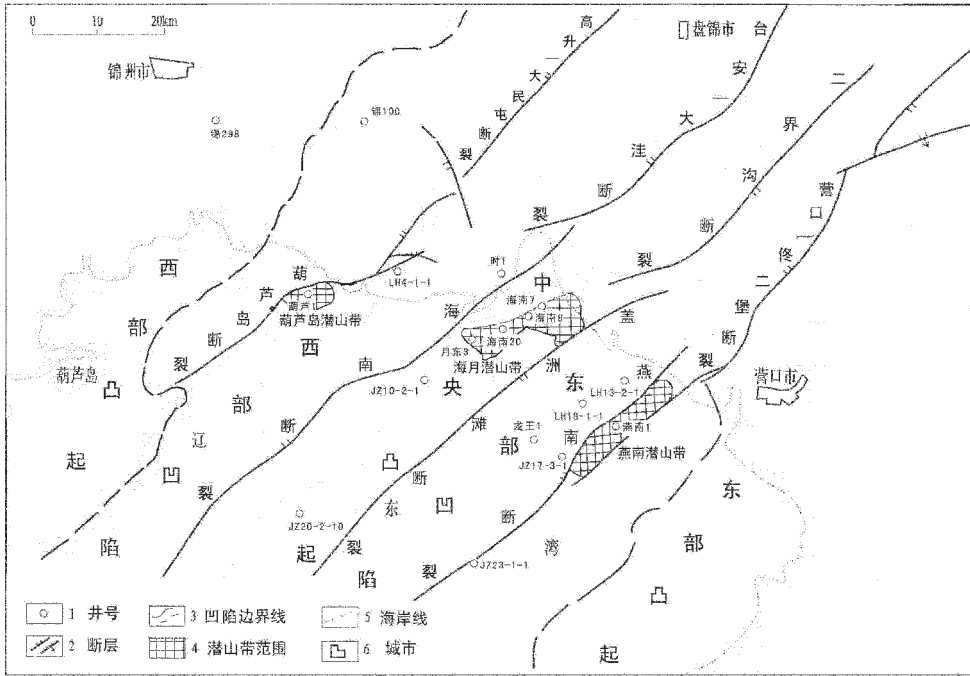 0 10 20km
锦州市
盘锦市
锦298
锦100
高升—大民屯断裂
台安—大洼断裂
二界沟断裂
营口—佟二堡断裂
葫芦岛断裂
辽南断裂
海南断裂
盖洲滩断裂
燕南断裂
西部凸起
西部凹陷
中央凸起
东部凹陷
东部凸起
辽东湾
葫芦岛
营口市
葫芦1
葫芦岛潜山带
LH4-1-1
时1
海南7
海南8
海南20
月东3
海月潜山带
JZ10-2-1
LH13-2-1
LH18-1-1
燕南1
燕南潜山带
JZ17-3-1
JZ20-2-10
JZ23-1-1
1 井号
2 断层
3 凹陷边界线
4 潜山带范围
5 海岸线
6 城市